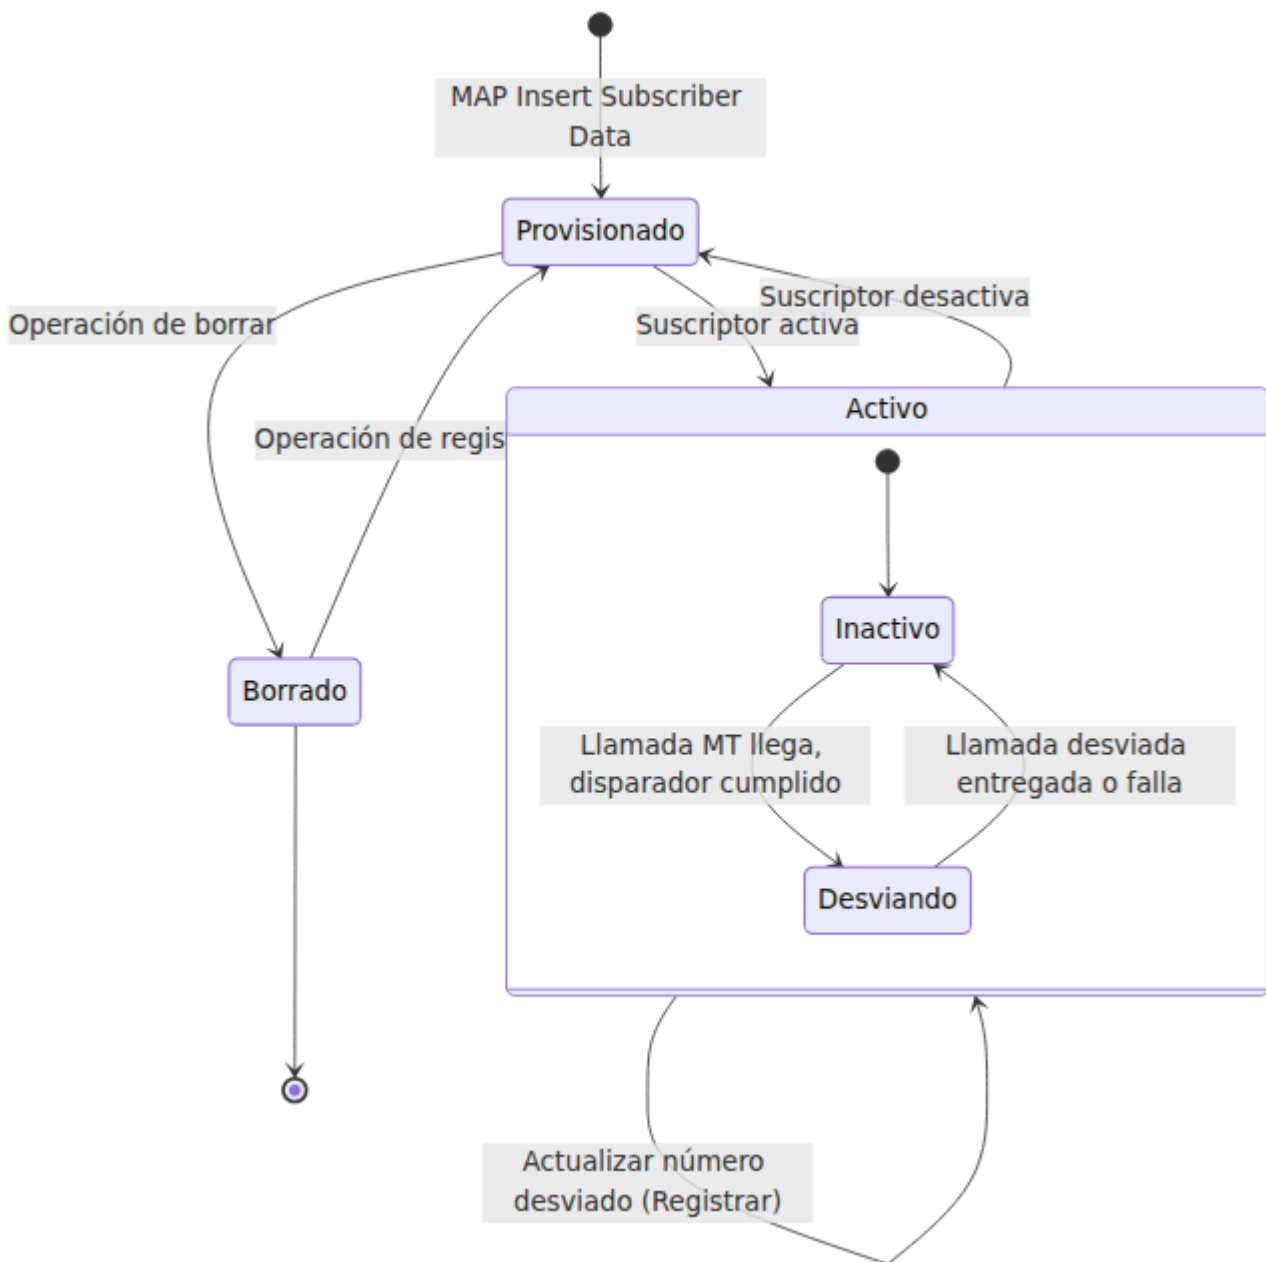 MAP Insert Subscriber
Data
Provisionado
Suscriptor desactiva
Operación de borrar
Suscriptor activa
Activo
Operación de regis
Inactivo
Borrado
Llamada MT llega,
disparador cumplido
Llamada desviada
entregada o falla
Desviando
Actualizar número
desviado (Registrar)